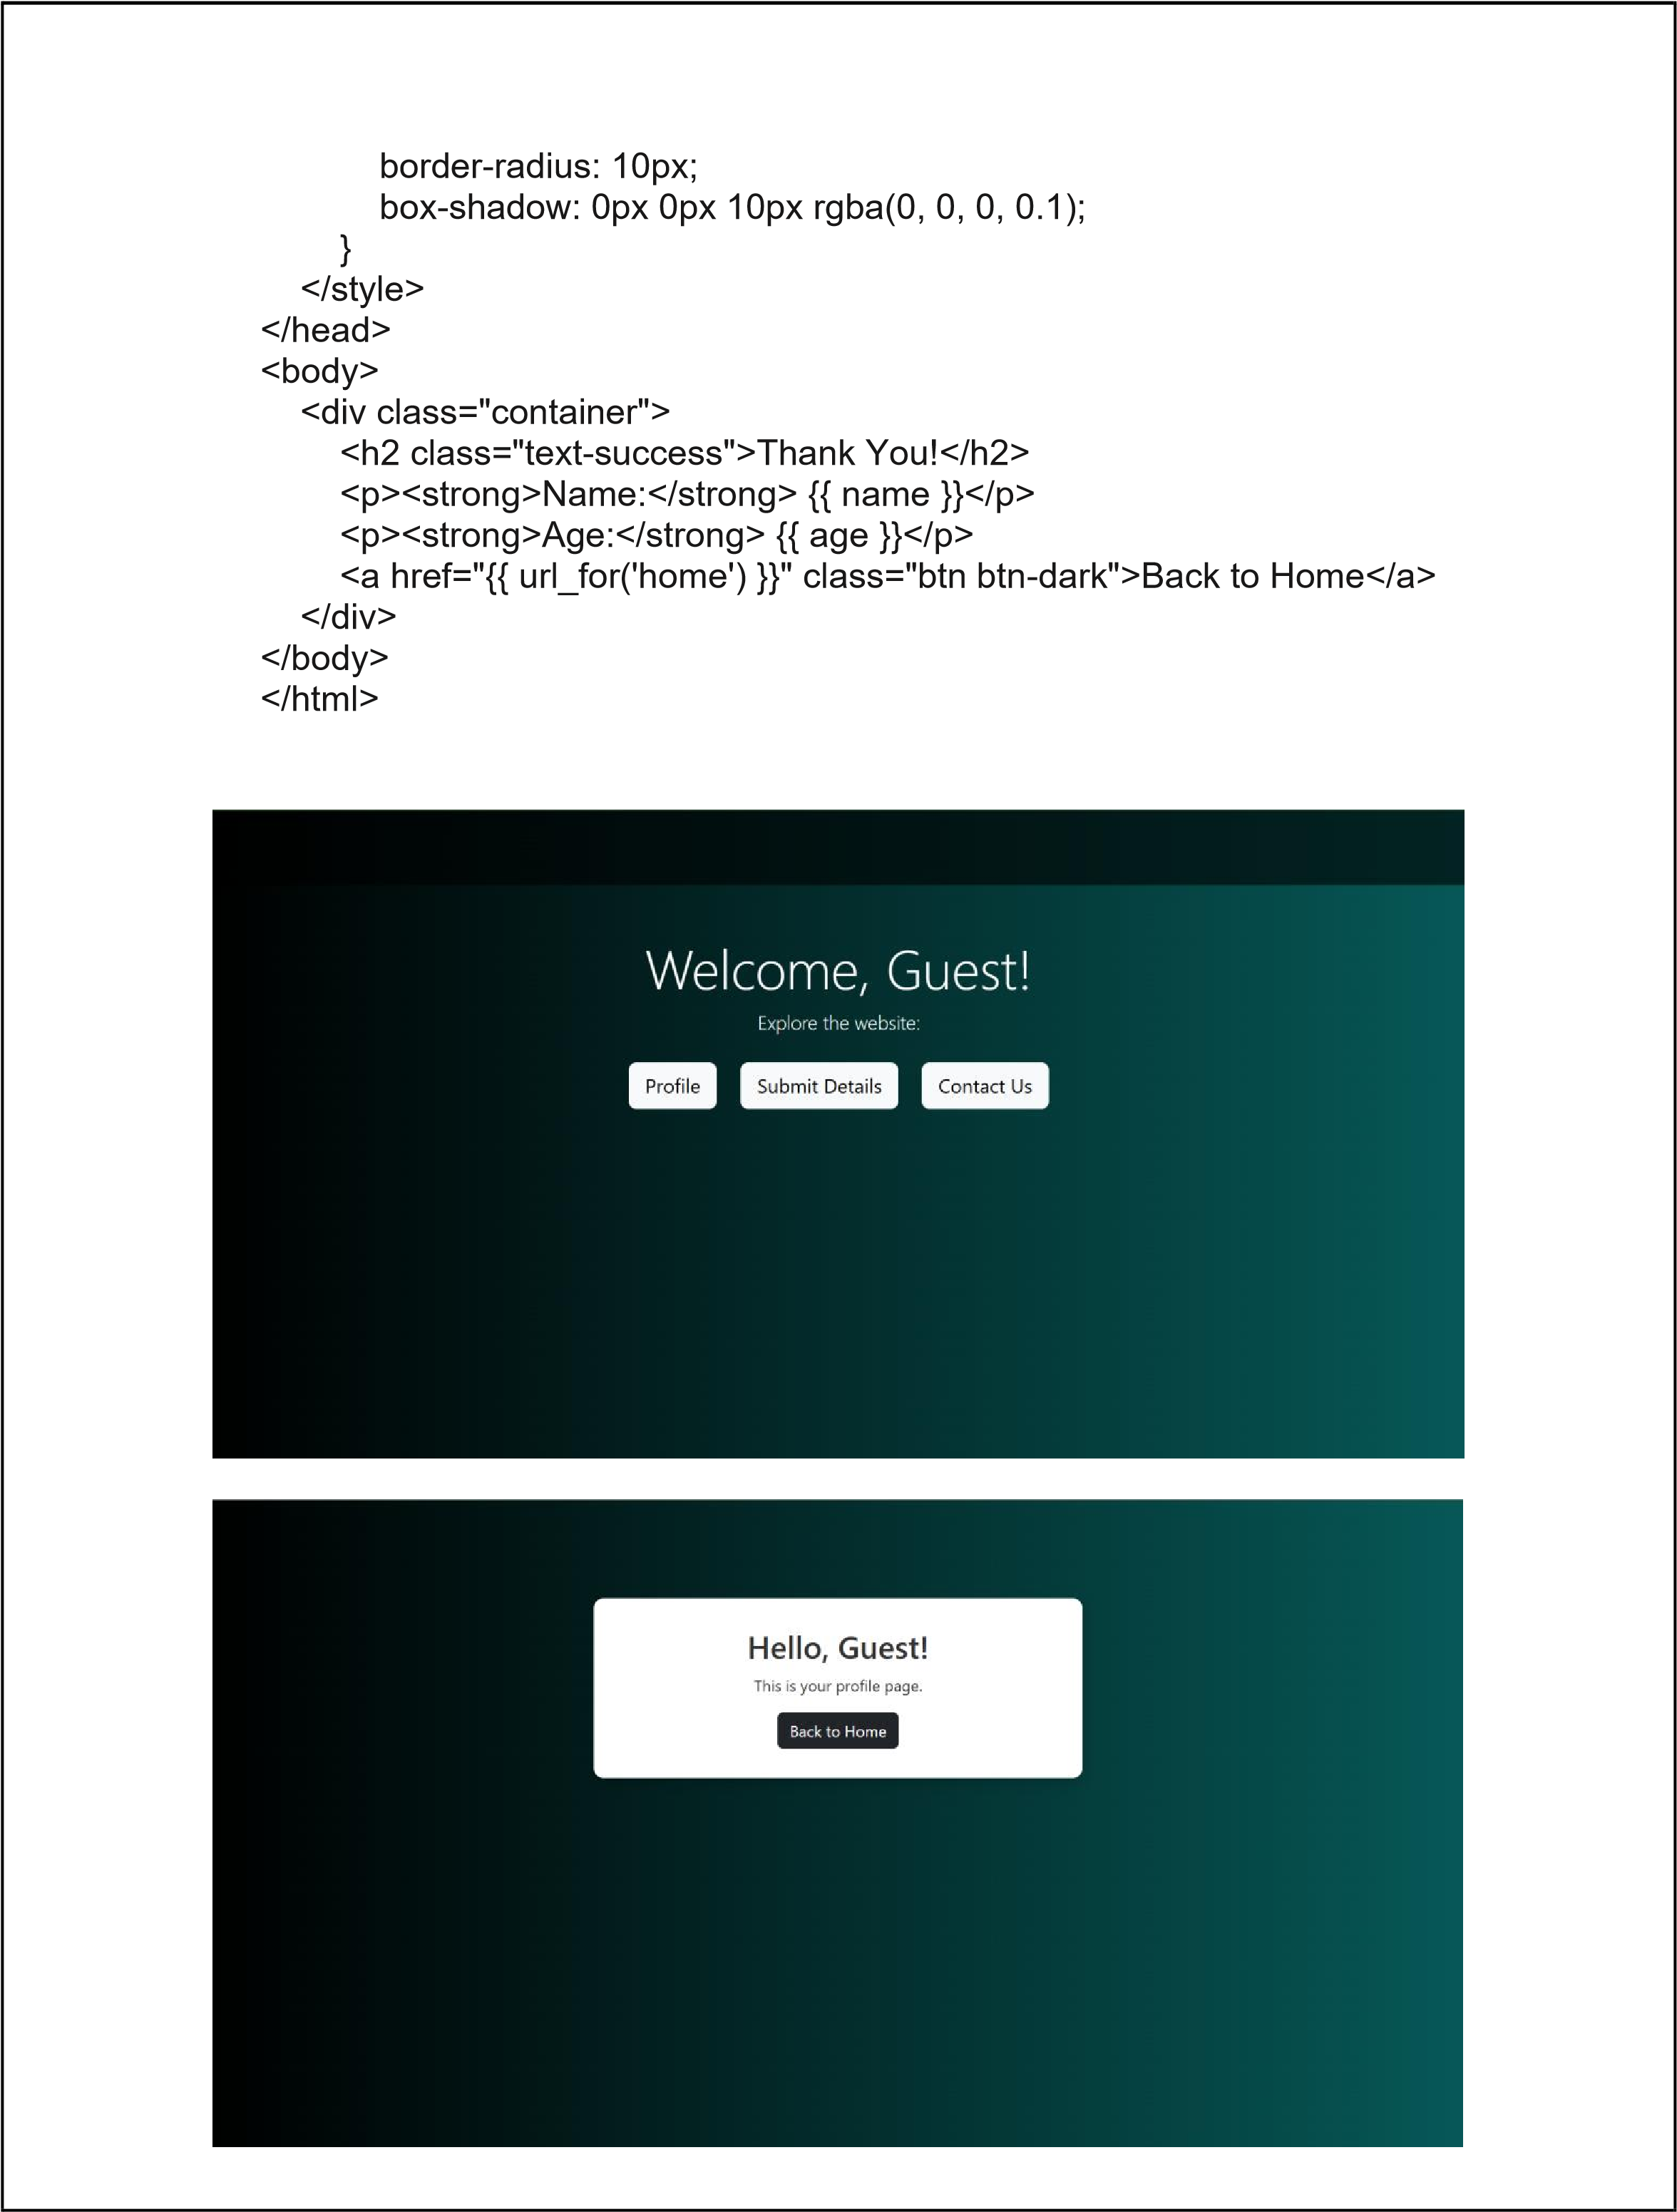 border-radius: 10px;
box-shadow: 0px 0px 10px rgba(0, 0, 0, 0.1);
}
</style>
</head>
<body>
<div class="container">
<h2 class="text-success">Thank You!</h2>
<p><strong>Name:</strong> {{ name }}</p>
<p><strong>Age:</strong> {{ age }}</p>
<a href="{{ url_for('home') }}" class="btn btn-dark">Back to Home</a>
</div>
</body>
</html>
Welcome, Guest!
Explore the website:
Profile Submit Details Contact Us
Hello, Guest!
This is your profile page.
Back to Home